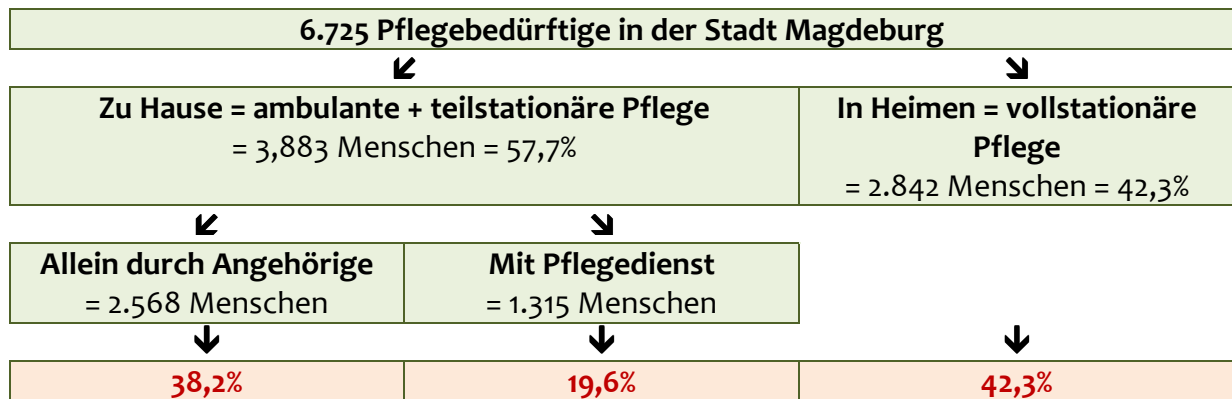 6.725 Pflegebedürftige in der Stadt Magdeburg
Zu Hause = ambulante + teilstationäre Pflege
= 3,883 Menschen = 57,7%
In Heimen = vollstationäre
Pflege
= 2.842 Menschen = 42,3%
Allein durch Angehörige
= 2.568 Menschen
Mit Pflegedienst
= 1.315 Menschen
38,2%
19,6%
42,3%